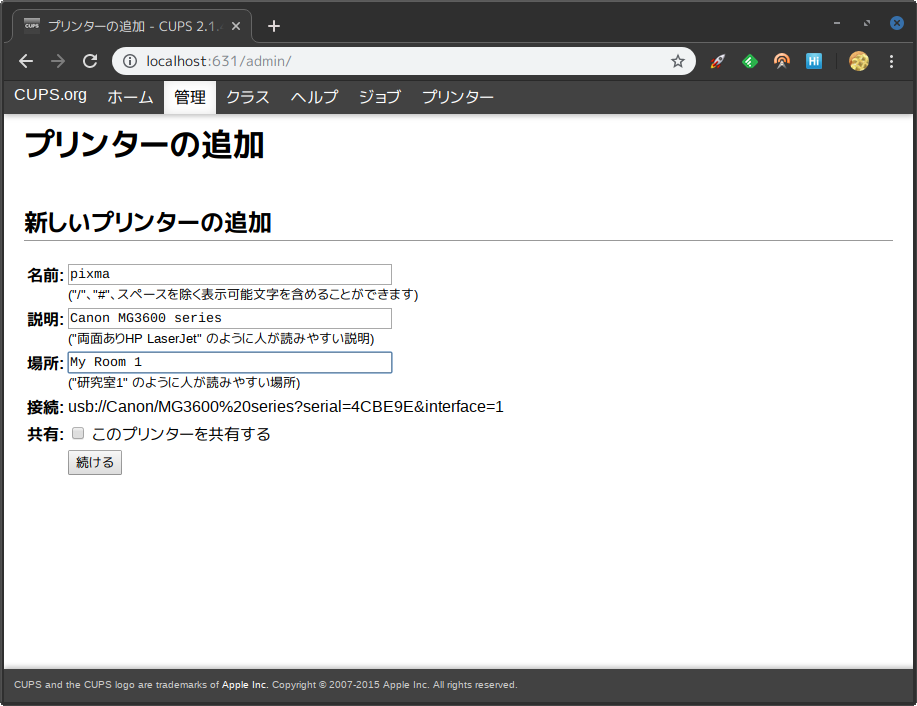 CUPS プリンターの追加 - CUPS 2.1.
localhost:631/admin/
Hi
CUPS.org ホーム 管理 クラス ヘルプ ジョブ プリンター
プリンターの追加
新しいプリンターの追加
名前: pixma
("/"、"#"、スペースを除く表示可能文字を含めることができます)
説明: Canon MG3600 series
("両面ありHP LaserJet" のように人が読みやすい説明)
場所: My Room 1
("研究室1" のように人が読みやすい場所)
接続: usb://Canon/MG3600%20series?serial=4CBE9E&interface=1
共有: このプリンターを共有する
続ける
CUPS and the CUPS logo are trademarks of Apple Inc. Copyright © 2007-2015 Apple Inc. All rights reserved.